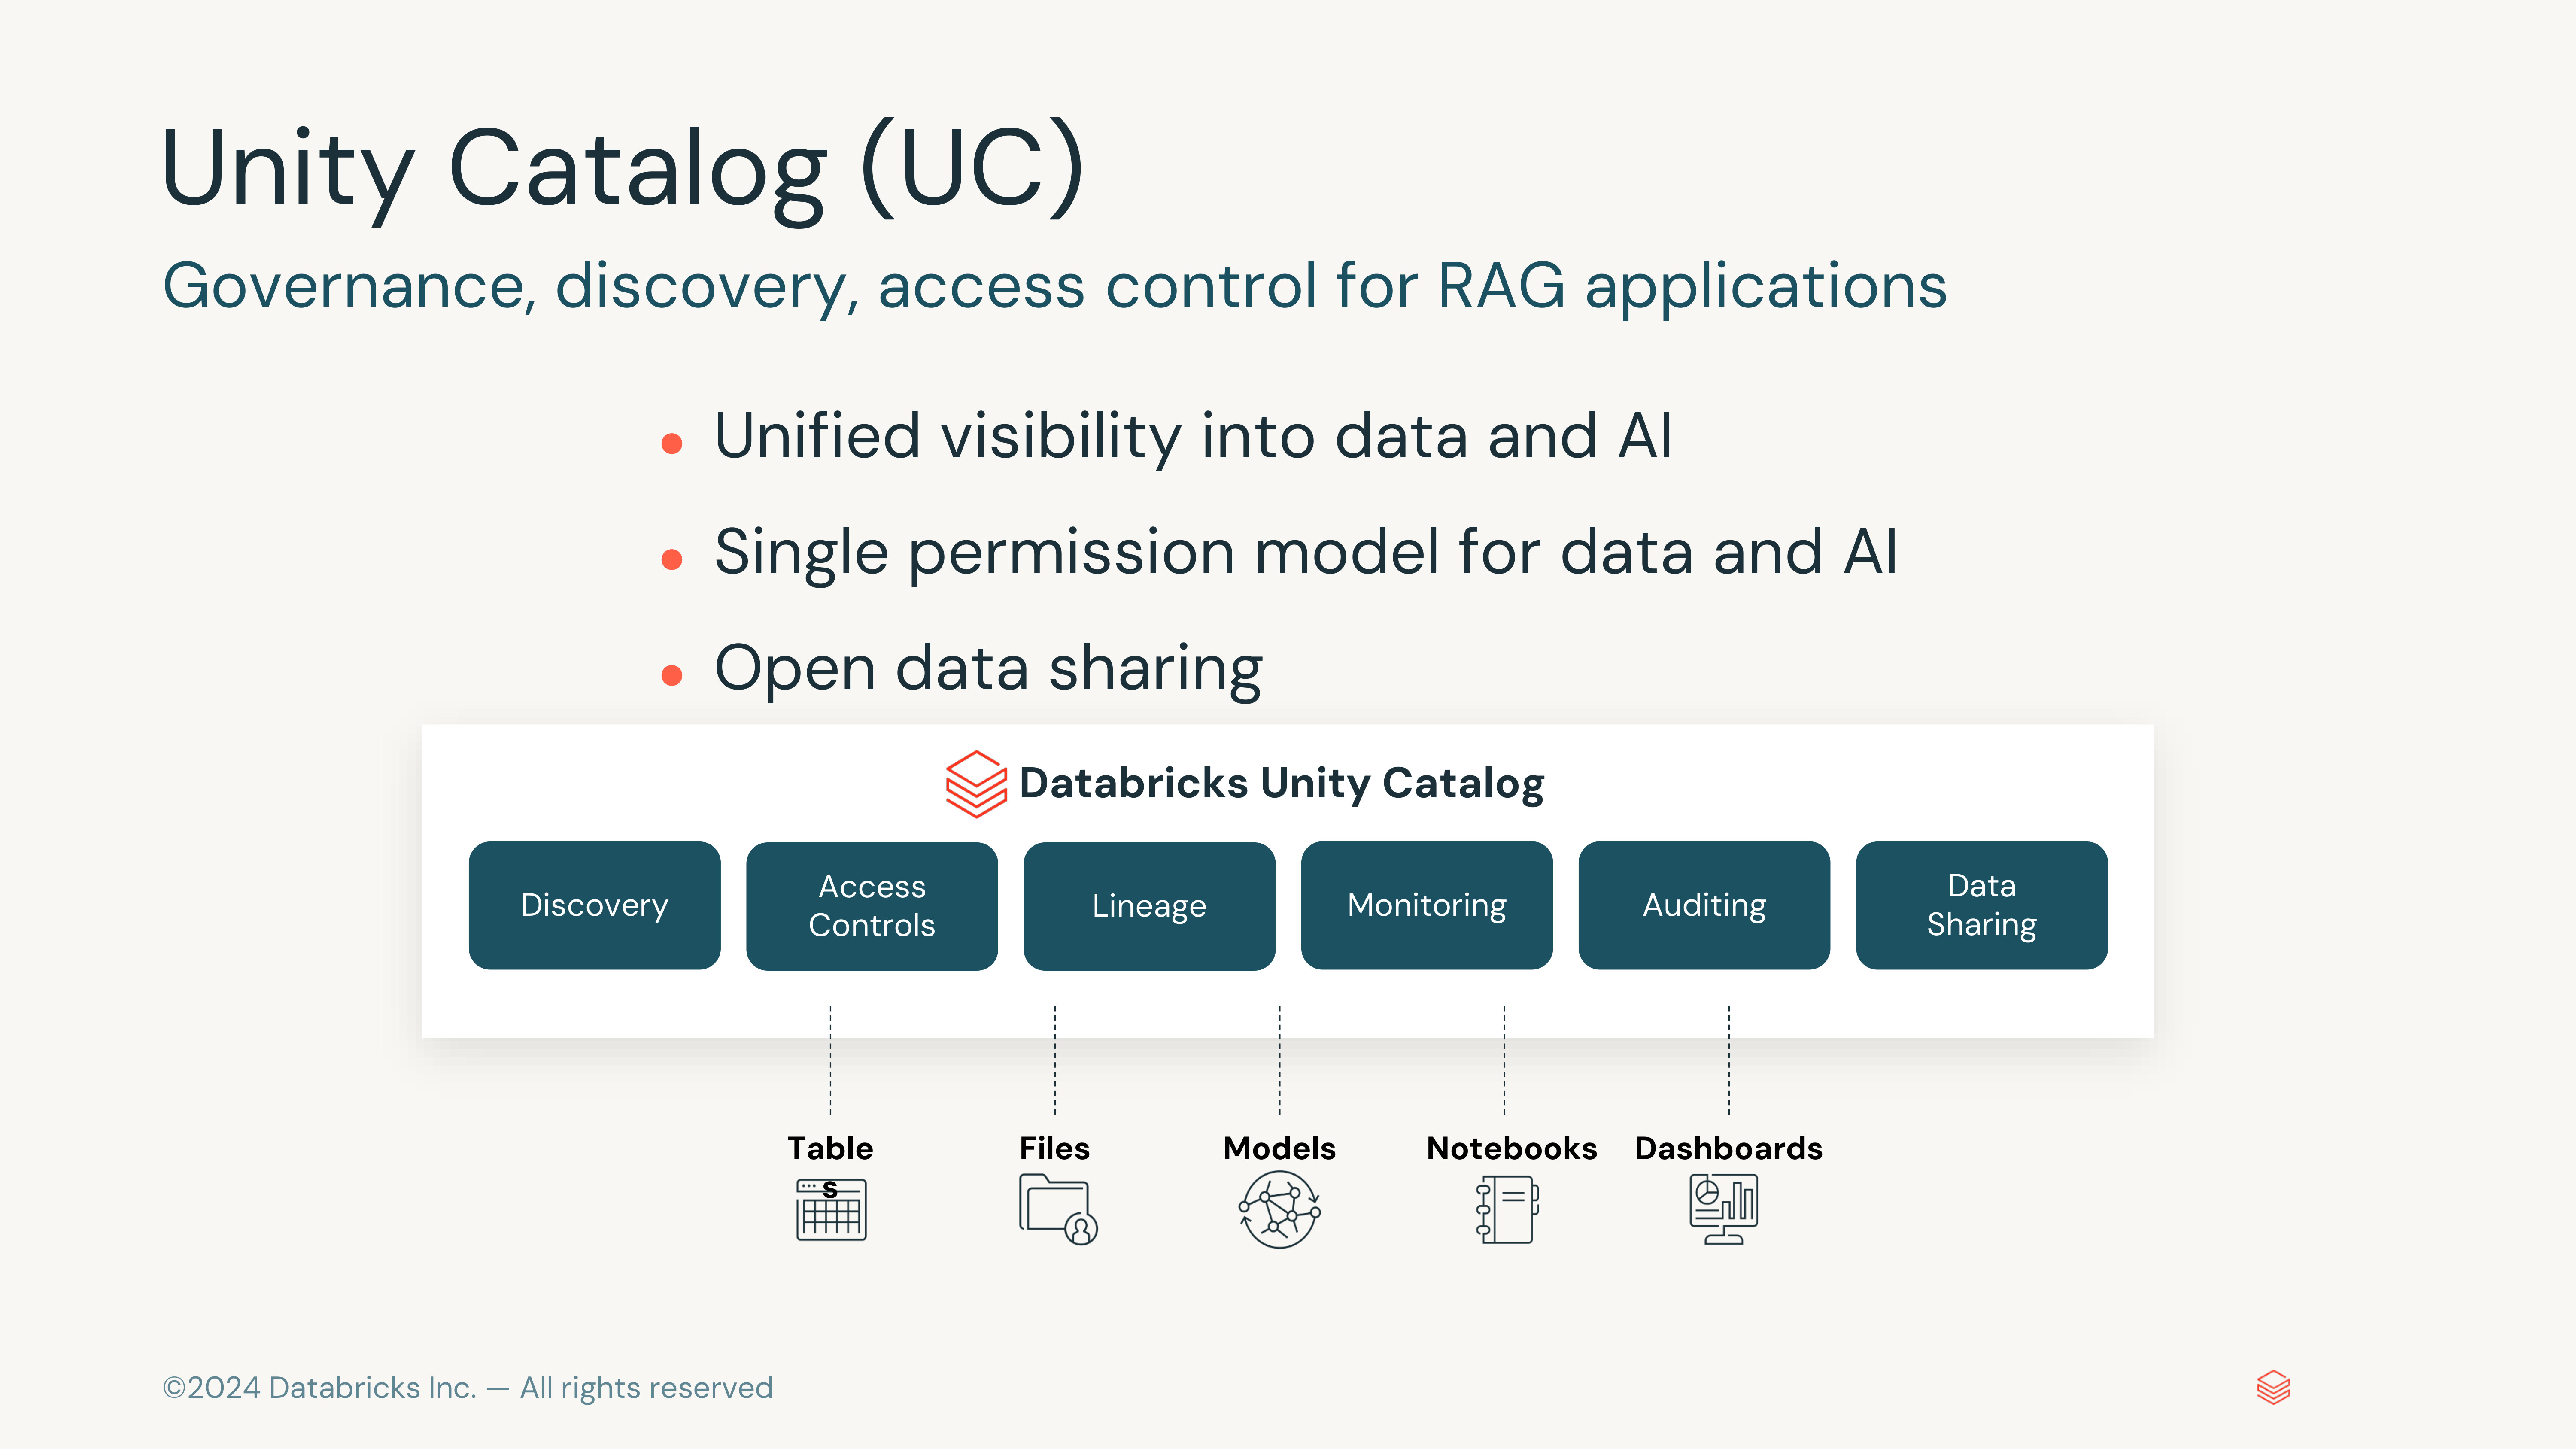 Unity Catalog (UC)
Governance, discovery, access control for RAG applications
Unified visibility into data and AI
Single permission model for data and AI
Open data sharing
Databricks Unity Catalog
Discovery
Access
Controls
Lineage
Monitoring
Auditing
Data
Sharing
Table
s
Files
Models
Notebooks
Dashboards
©2024 Databricks Inc. — All rights reserved